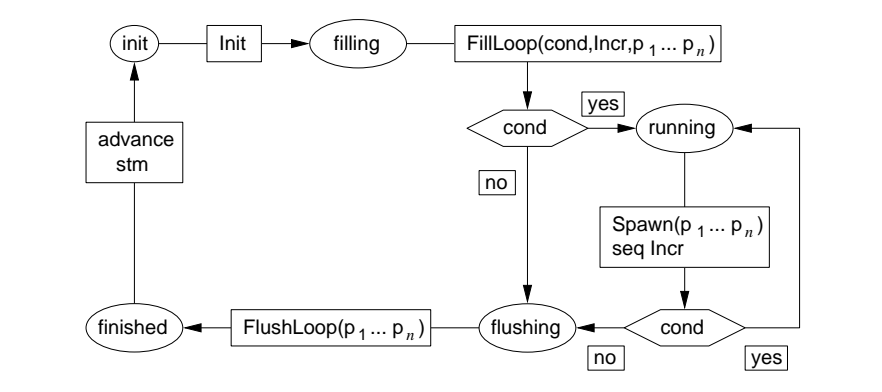 init
Init
filling
FillLoop(cond,Incr,p 1 ... p n)
cond
yes
running
no
advance
stm
Spawn(p 1 ... p n)
seq Incr
finished
FlushLoop(p 1 ... p n)
flushing
cond
no
yes